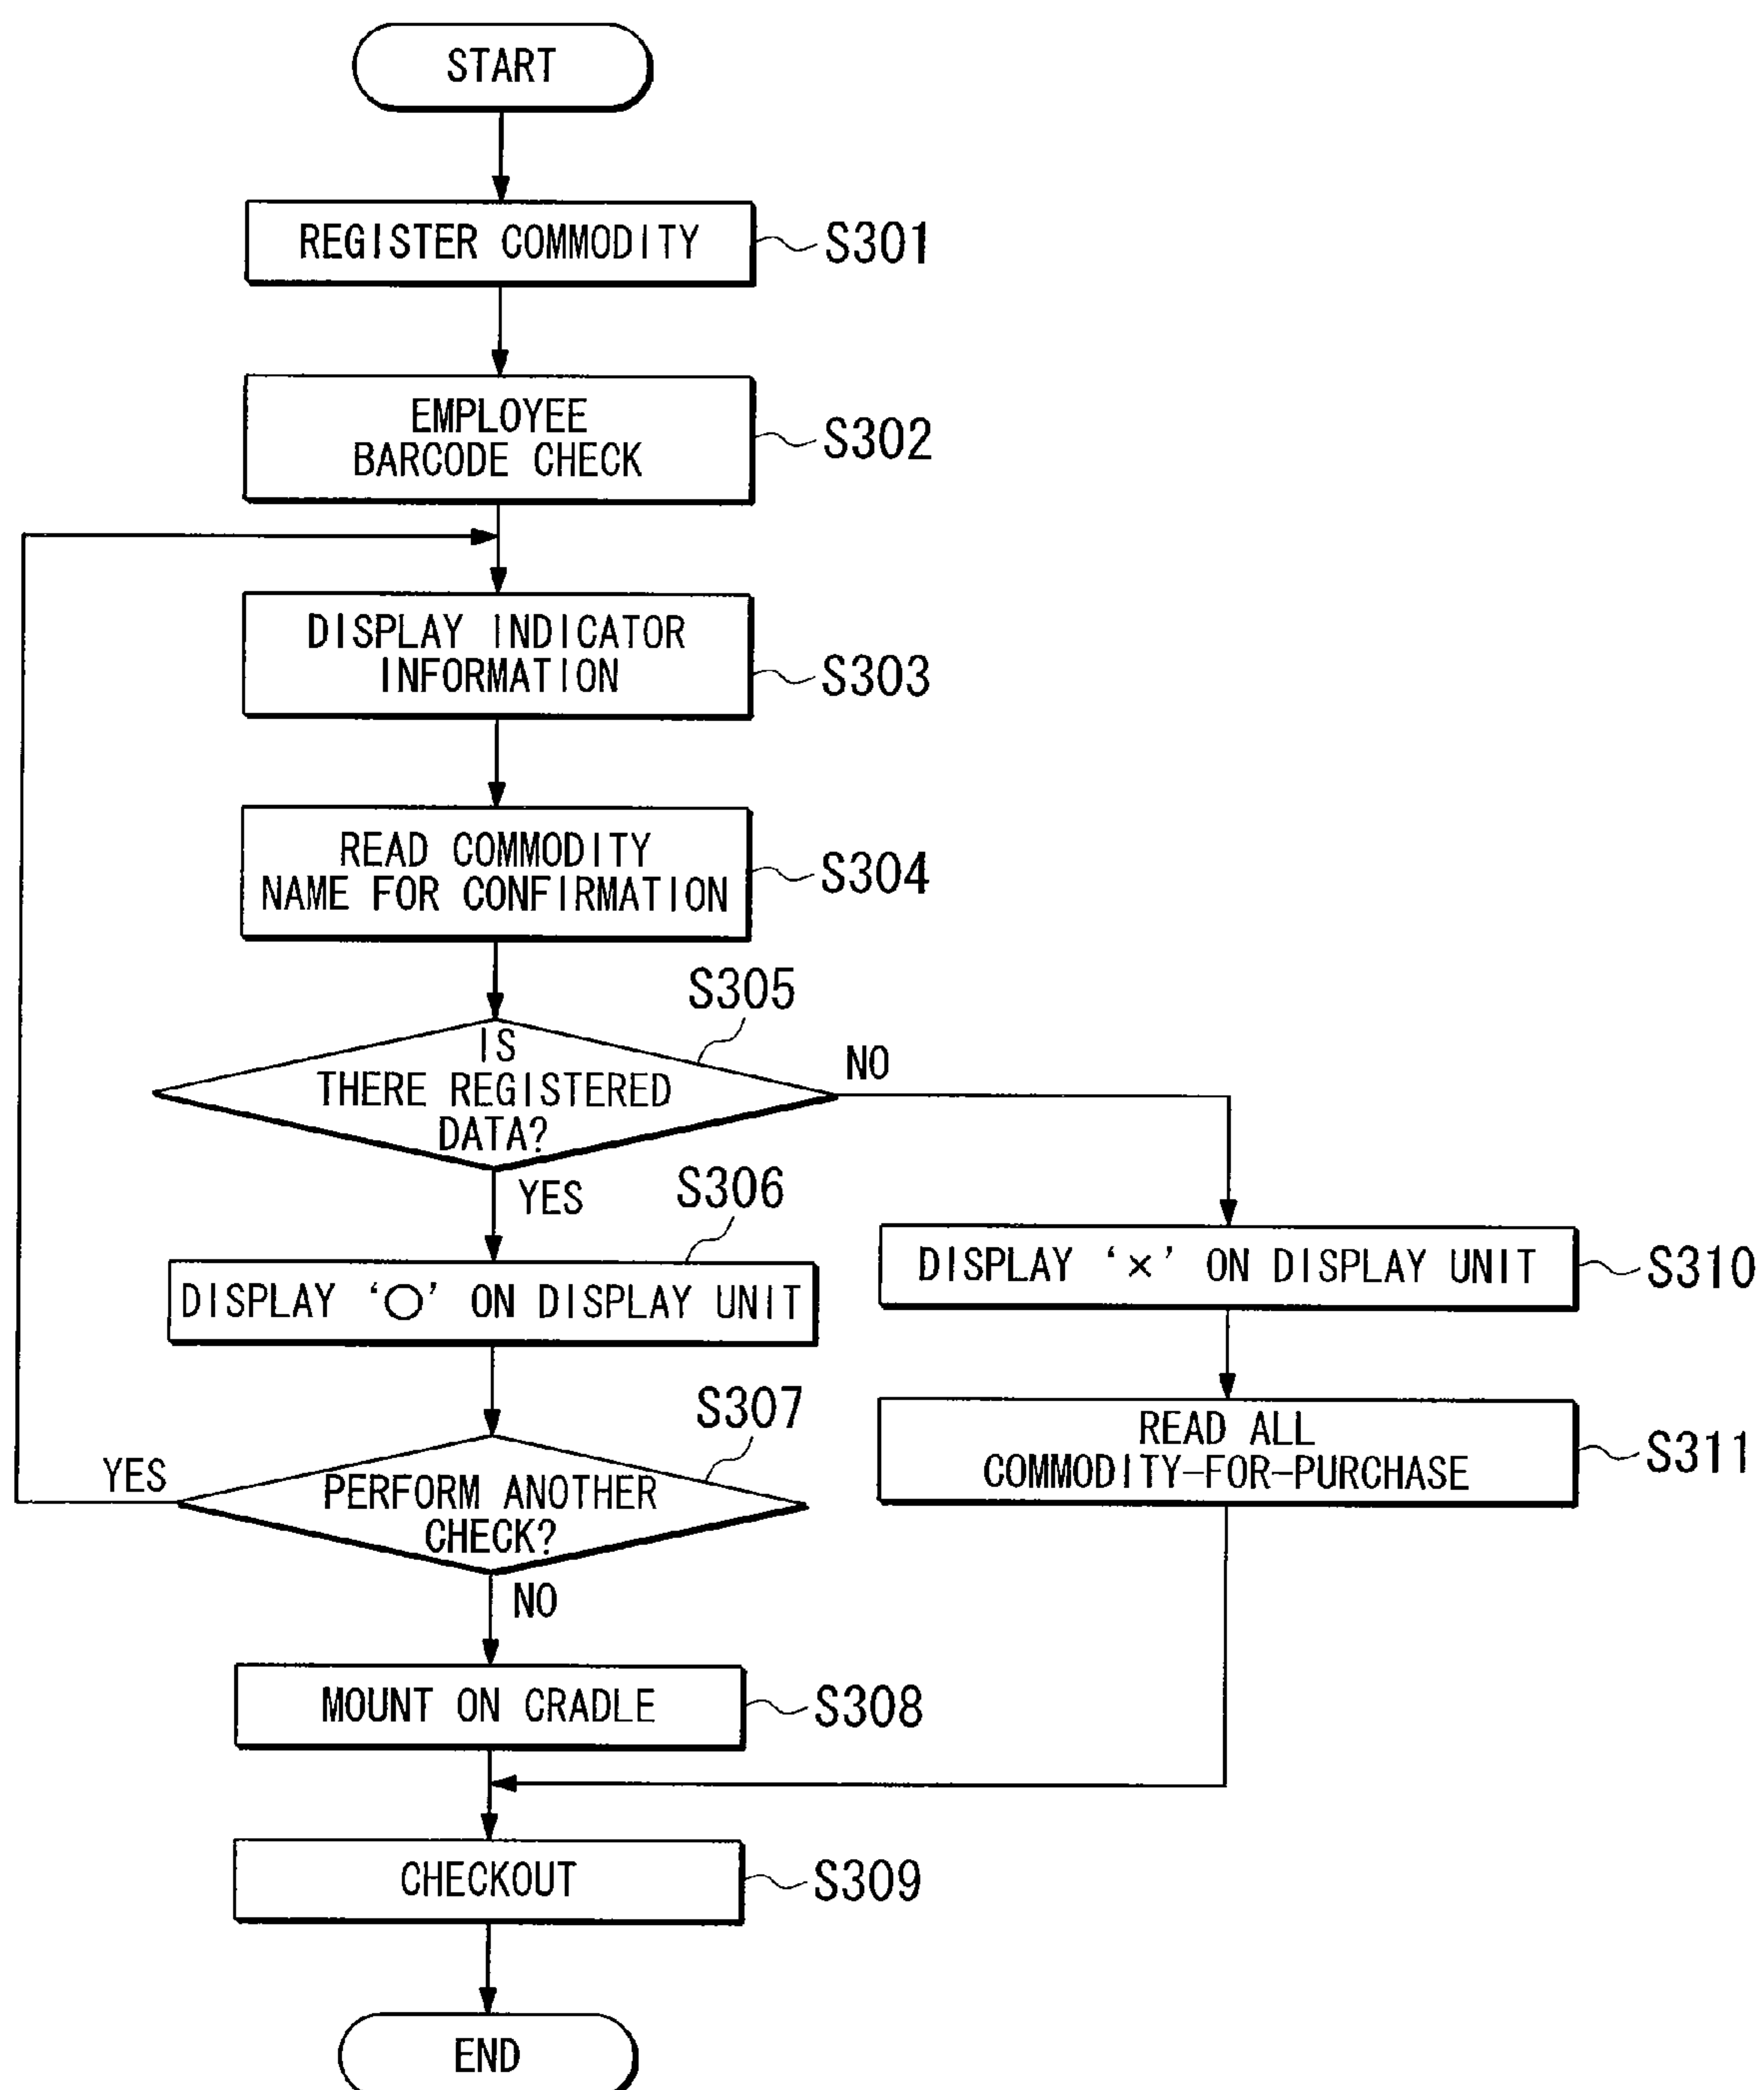 START
REGISTER COMMODITY
S301
EMPLOYEE
BARCODE CHECK
S302
DISPLAY INDICATOR
INFORMATION
S303
READ COMMODITY
NAME FOR CONFIRMATION
S304
S305
IS
THERE REGISTERED
DATA?
NO
YES
S306
DISPLAY ‘○’ ON DISPLAY UNIT
DISPLAY ‘×’ ON DISPLAY UNIT
S310
S307
PERFORM ANOTHER
CHECK?
YES
NO
READ ALL
COMMODITY-FOR-PURCHASE
S311
MOUNT ON CRADLE
S308
CHECKOUT
S309
END